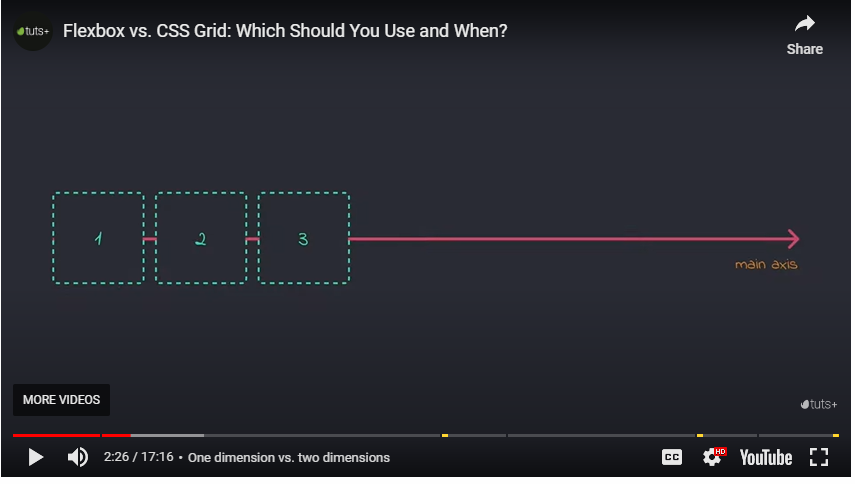 tuts+
Flexbox vs. CSS Grid: Which Should You Use and When?
Share
1
2
3
main axis
MORE VIDEOS
tuts+
2:26 / 17:16 • One dimension vs. two dimensions
CC
HD
YouTube